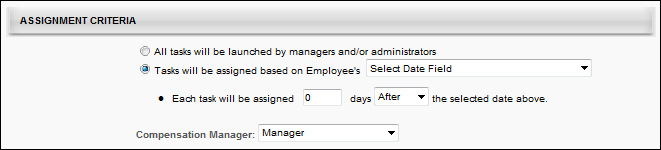 ASSIGNMENT CRITERIA
All tasks will be launched by managers and/or administrators
Tasks will be assigned based on Employee's Select Date Field
• Each task will be assigned 0 days After the selected date above.
Compensation Manager: Manager